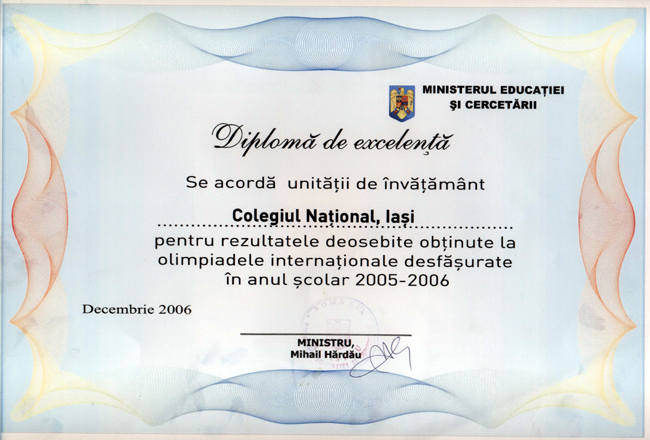 MINISTERUL EDUCAȚIEI
ȘI CERCETĂRII
Diplomă de excelență
Se acordă unității de învățământ
Colegiul Național, Iași
pentru rezultatele deosebite obținute la
olimpiadele internaționale desfășurate
în anul școlar 2005-2006
Decembrie 2006
ROMÂNIA
MINISTRU,
Mihail Hărdău